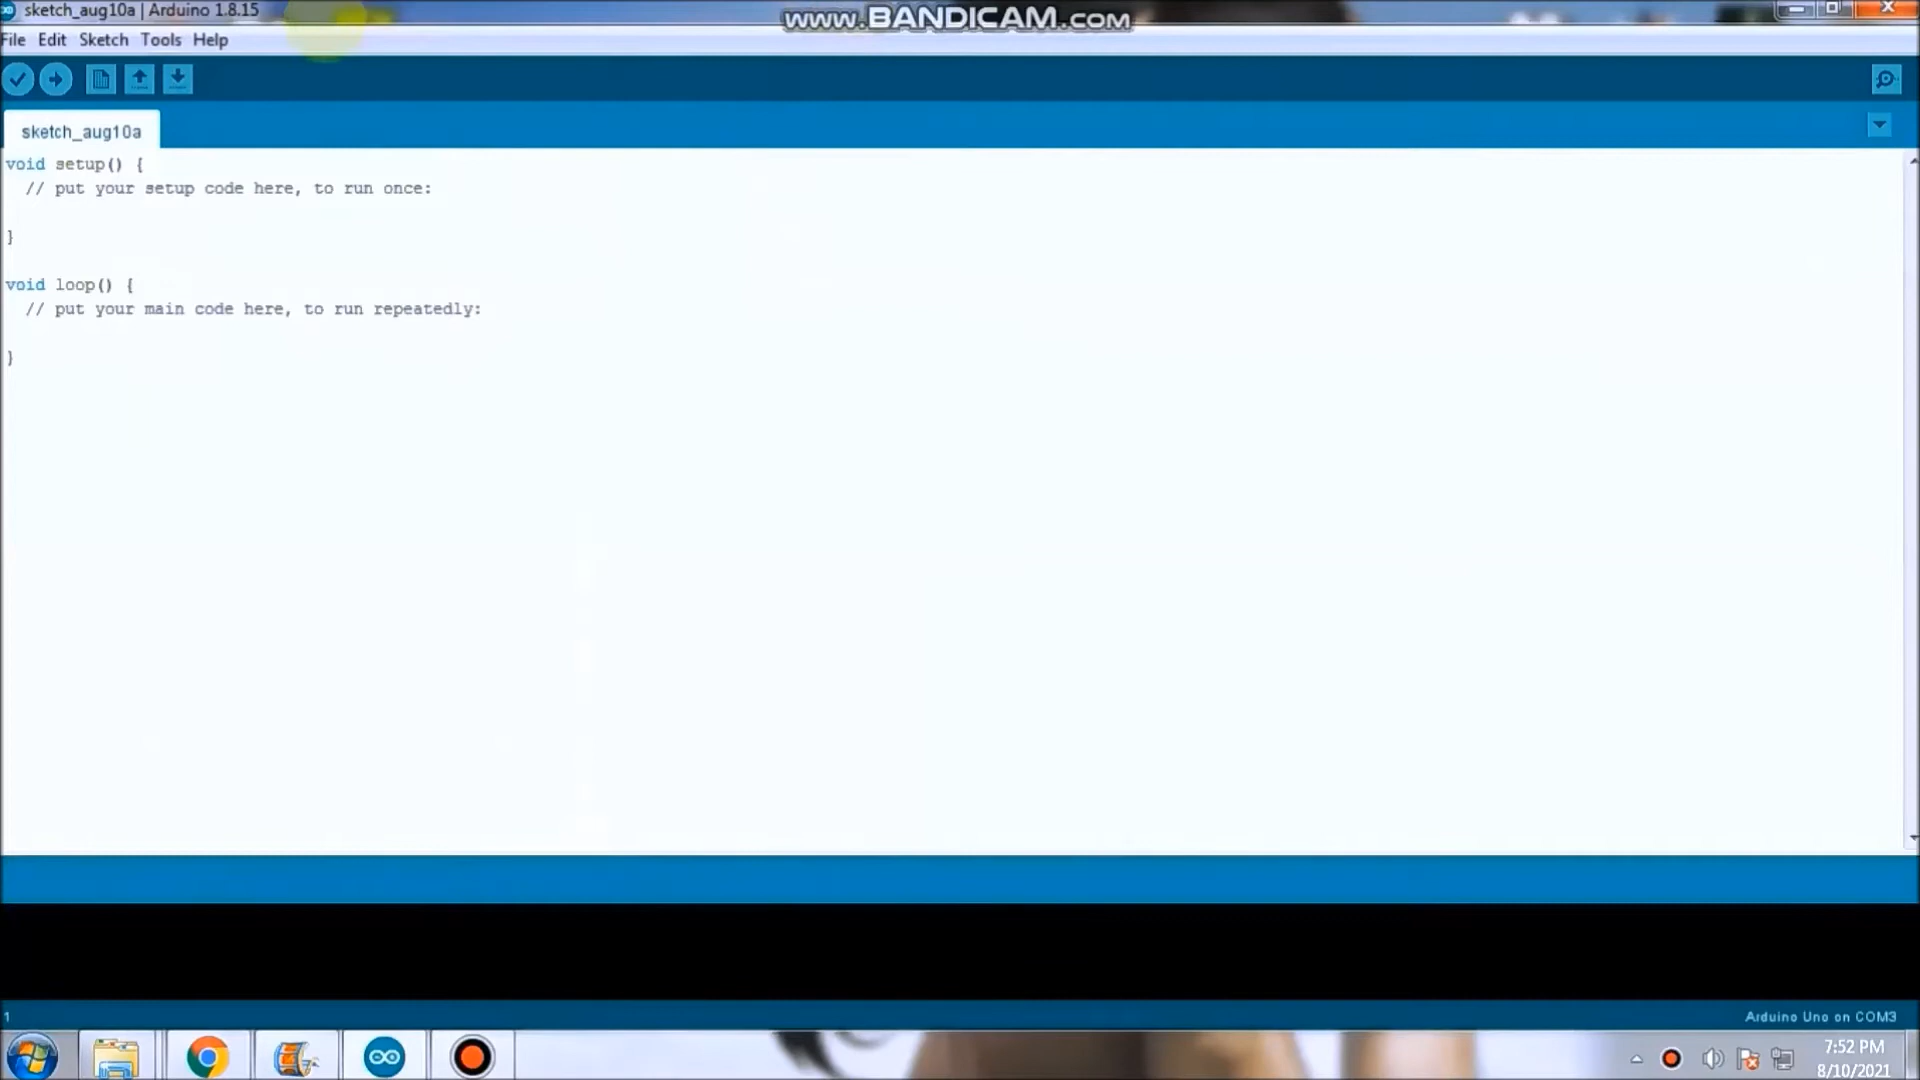 sketch_aug10a | Arduino 1.8.15
www.BANDICAM.com
File Edit Sketch Tools Help
sketch_aug10a
void setup() {
// put your setup code here, to run once:
}
void loop() {
// put your main code here, to run repeatedly:
}
1
Arduino Uno on COM3
7:52 PM
8/10/2021